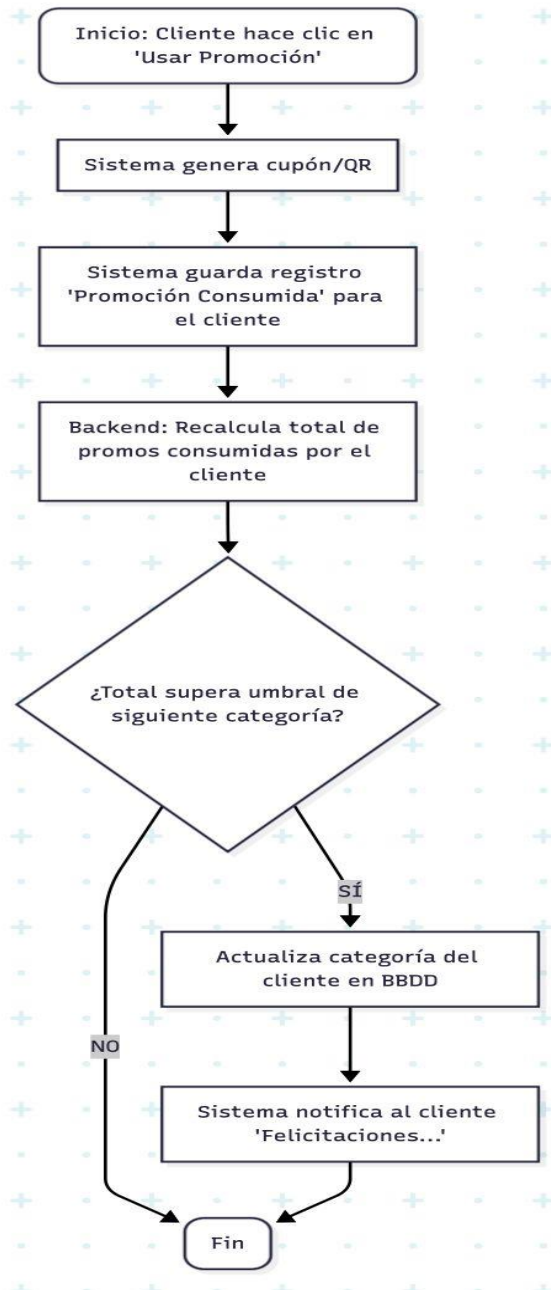 Inicio: Cliente hace clic en
'Usar Promoción'
Sistema genera cupón/QR
Sistema guarda registro
'Promoción Consumida' para
el cliente
Backend: Recalcula total de
promos consumidas por el
cliente
¿Total supera umbral de
siguiente categoría?
SÍ
Actualiza categoría del
cliente en BBDD
NO
Sistema notifica al cliente
'Felicitaciones...'
Fin